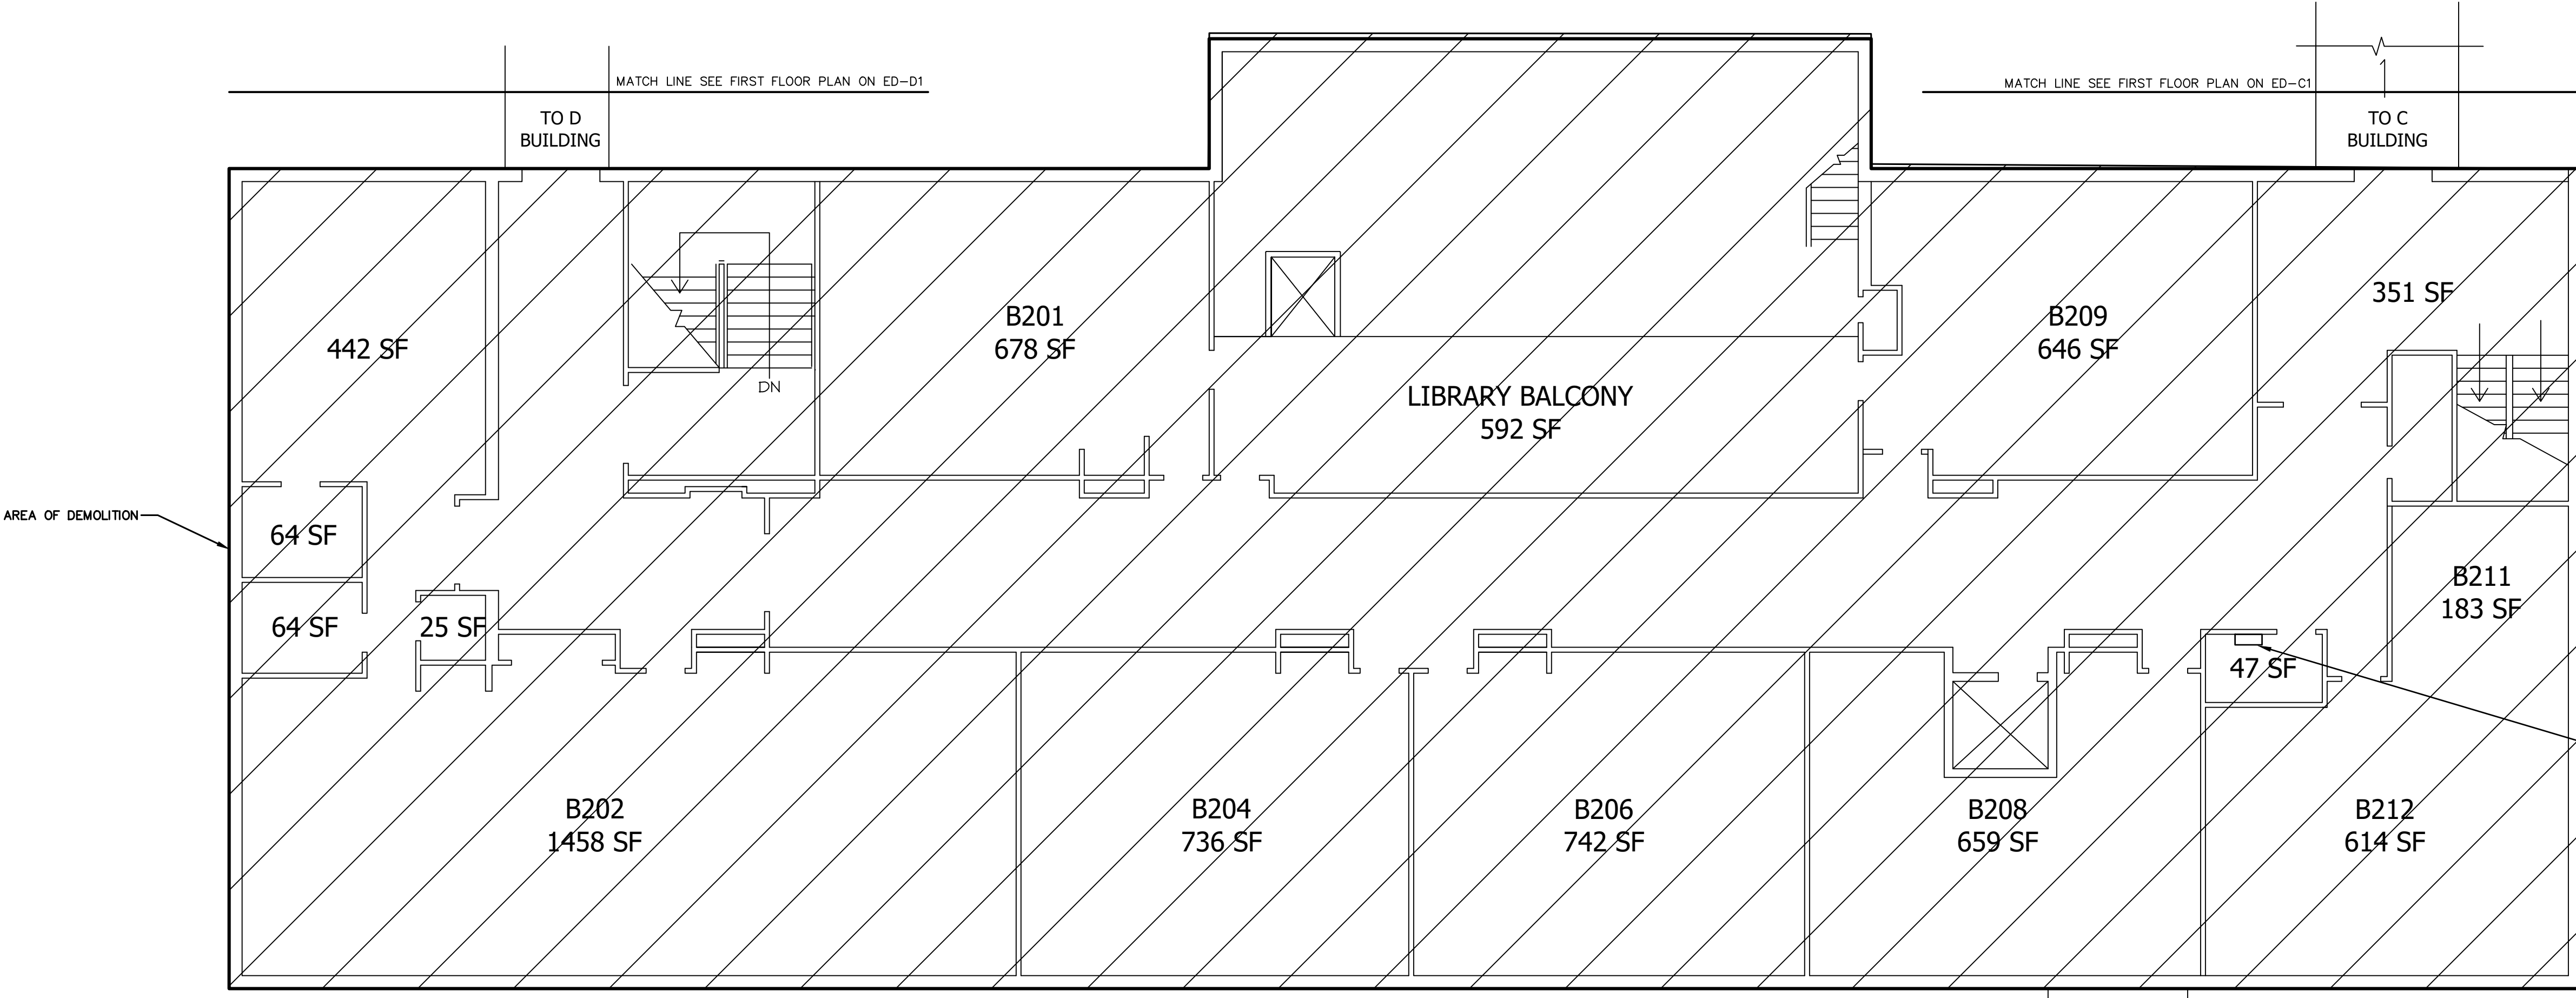 MATCH LINE SEE FIRST FLOOR PLAN ON ED-D1
MATCH LINE SEE FIRST FLOOR PLAN ON ED-C1
TO D
BUILDING
TO C
BUILDING
442 SF
DN
B201
678 SF
LIBRARY BALCONY
592 SF
B209
646 SF
351 SF
AREA OF DEMOLITION
64 SF
64 SF
25 SF
B211
183 SF
47 SF
B202
1458 SF
B204
736 SF
B206
742 SF
B208
659 SF
B212
614 SF